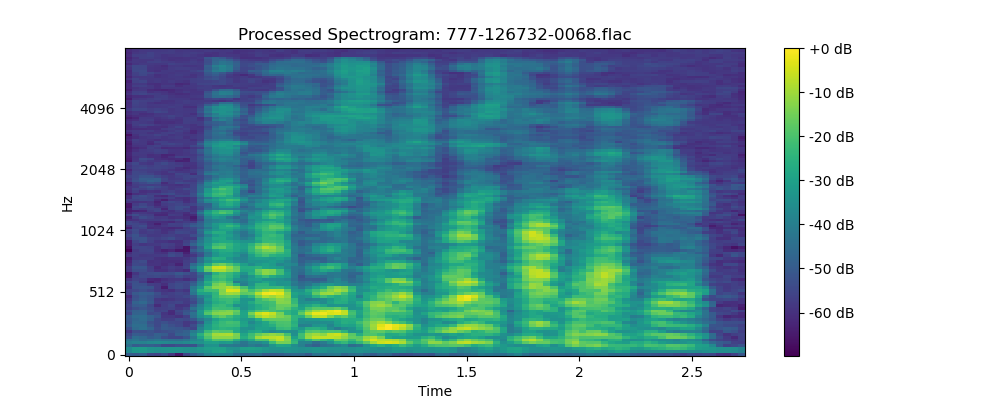 Processed Spectrogram: 777-126732-0068.flac
+0 dB
-10 dB
-20 dB
-30 dB
-40 dB
-50 dB
-60 dB
4096
2048
1024
512
0
Hz
0 0.5 1 1.5 2 2.5
Time